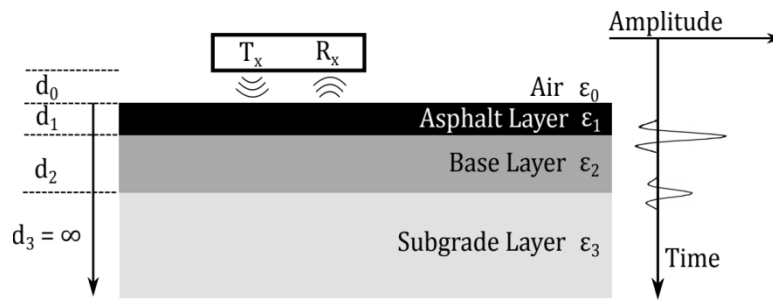 Amplitude
Tₓ Rₓ
d₀
Air ε₀
d₁
Asphalt Layer ε₁
d₂
Base Layer ε₂
d₃ = ∞
Subgrade Layer ε₃
Time